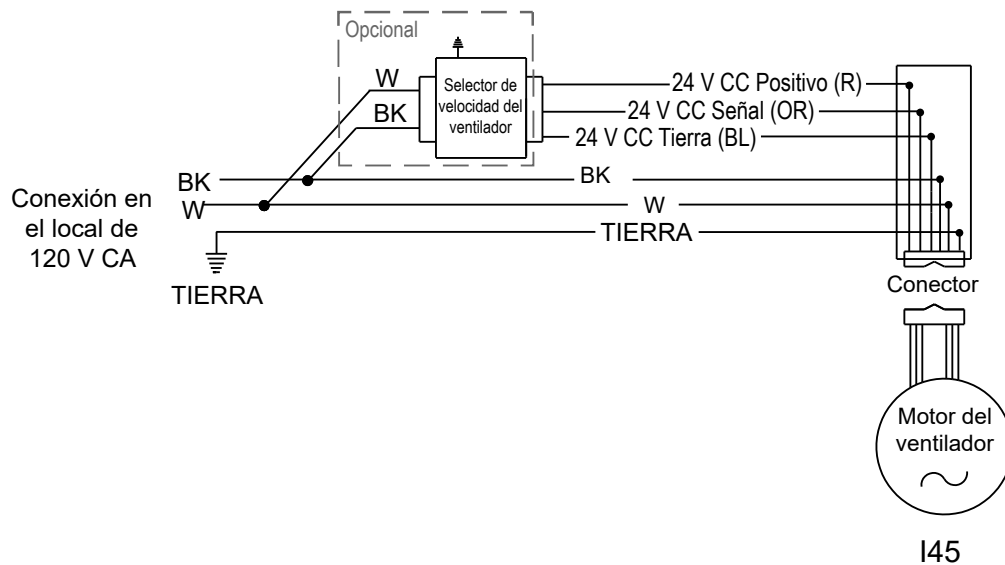 Opcional
W
BK
Selector de
velocidad del
ventilador
24 V CC Positivo (R)
24 V CC Señal (OR)
24 V CC Tierra (BL)
Conexión en
el local de
120 V CA
BK
W
BK
W
TIERRA
TIERRA
Conector
Motor del
ventilador
I45